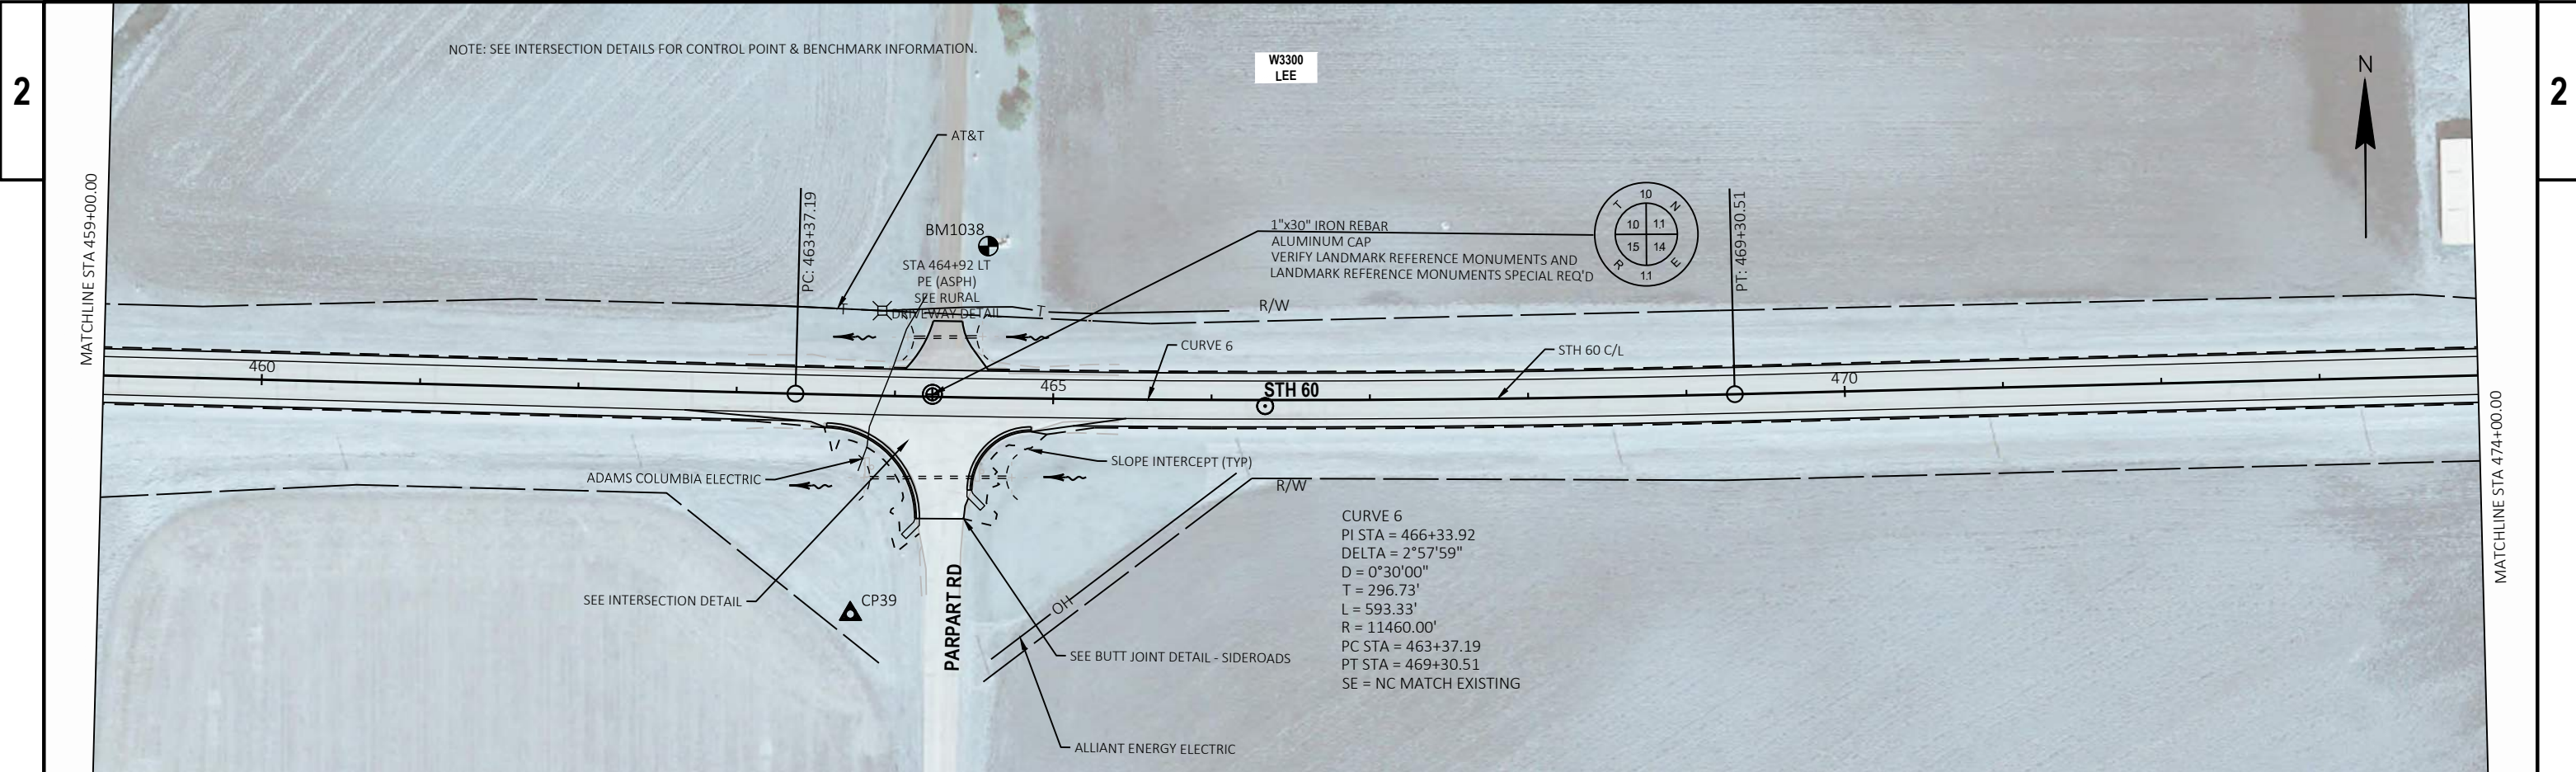 2
2
NOTE: SEE INTERSECTION DETAILS FOR CONTROL POINT & BENCHMARK INFORMATION.
W3300
LEE
N
MATCHLINE STA 459+00.00
AT&T
PC: 463+37.19
BM1038
STA 464+92 LT
PE (ASPH)
SEE RURAL
DRIVEWAY DETAIL
1"x30" IRON REBAR
ALUMINUM CAP
VERIFY LANDMARK REFERENCE MONUMENTS AND
LANDMARK REFERENCE MONUMENTS SPECIAL REQ'D
10
T N
10 11
15 14
R E
11
PT: 469+30.51
T
T
R/W
CURVE 6
STH 60 C/L
460
465
STH 60
470
MATCHLINE STA 474+00.00
ADAMS COLUMBIA ELECTRIC
SLOPE INTERCEPT (TYP)
R/W
SEE INTERSECTION DETAIL
CP39
PARPART RD
OH
SEE BUTT JOINT DETAIL - SIDEROADS
ALLIANT ENERGY ELECTRIC
CURVE 6
PI STA = 466+33.92
DELTA = 2°57'59"
D = 0°30'00"
T = 296.73'
L = 593.33'
R = 11460.00'
PC STA = 463+37.19
PT STA = 469+30.51
SE = NC MATCH EXISTING